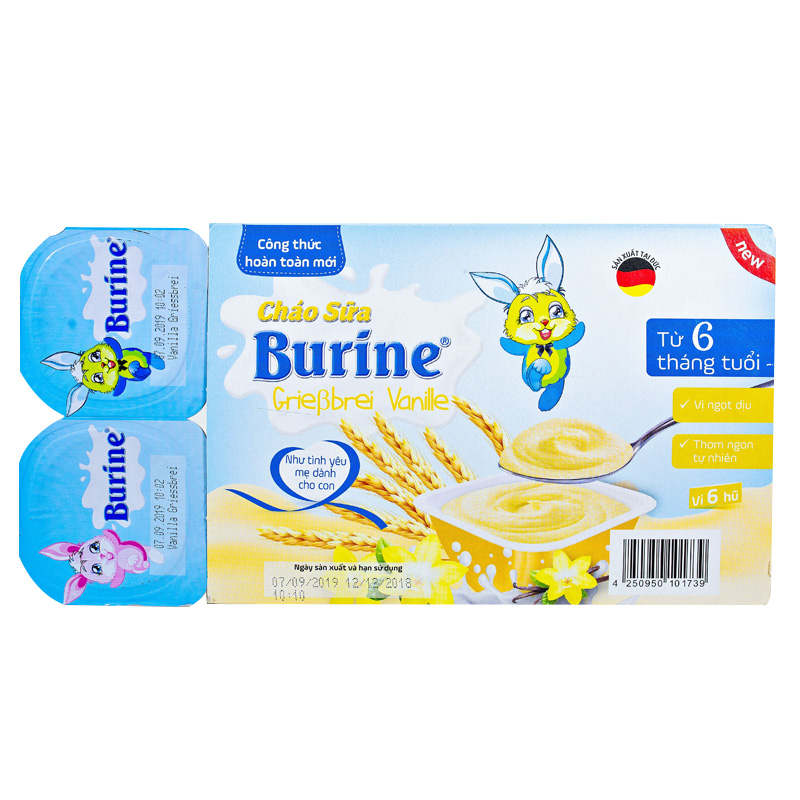 Burine
07.09.2019 10:02
Vanilla Griessbrei
Burine
07.09.2019 10:02
Vanilla Griessbrei
Công thức
hoàn toàn mới
Cháo Sữa
Burine®
Grießbrei Vanille
Như tình yêu
mẹ dành
cho con
SẢN XUẤT TẠI ĐỨC
new
Từ 6
tháng tuổi
✓ Vị ngọt dịu
✓ Thơm ngon
tự nhiên
Vỉ 6 hũ
Ngày sản xuất và hạn sử dụng
07/09/2019 12/12/2018
10:10
4 250950 101739